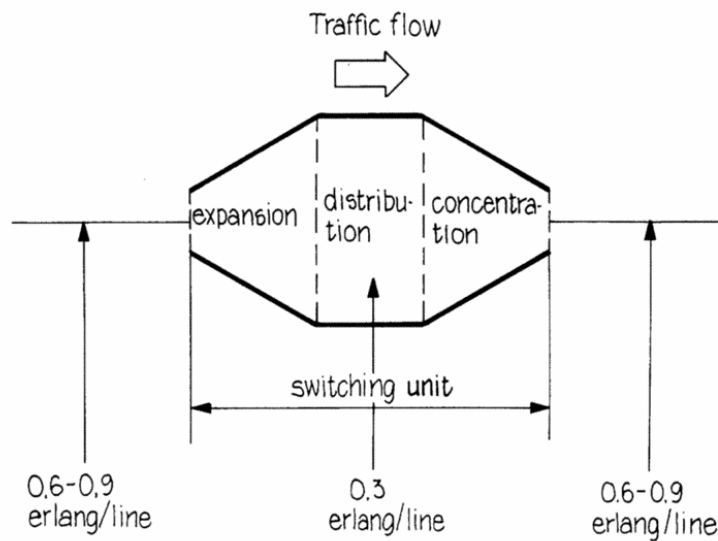 Traffic flow
expansion
distribu-
tion
concentra-
tion
switching unit
0,6-0,9
erlang/line
0,3
erlang/line
0,6-0,9
erlang/line